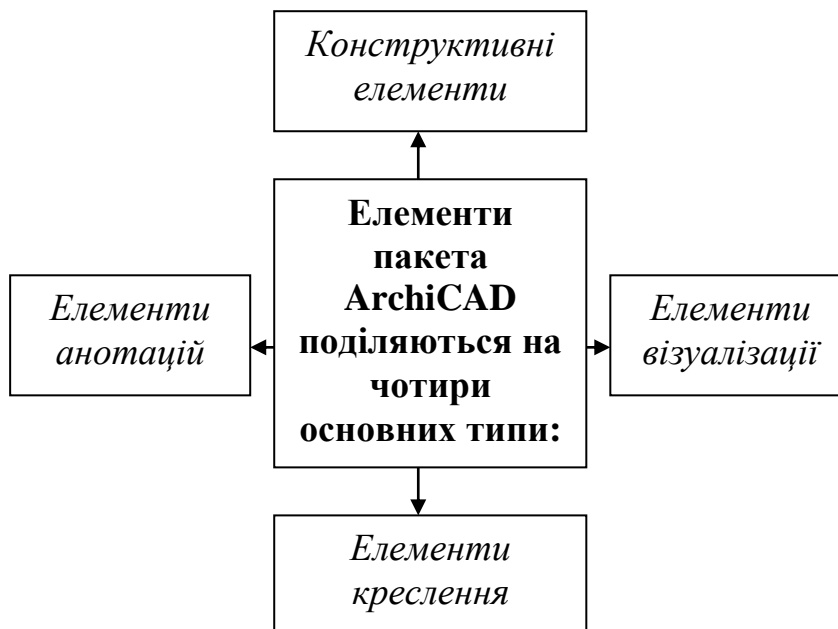 Конструктивні
елементи
Елементи
пакета
ArchiCAD
поділяються на
чотири
основних типи:
Елементи
анотацій
Елементи
візуалізації
Елементи
креслення